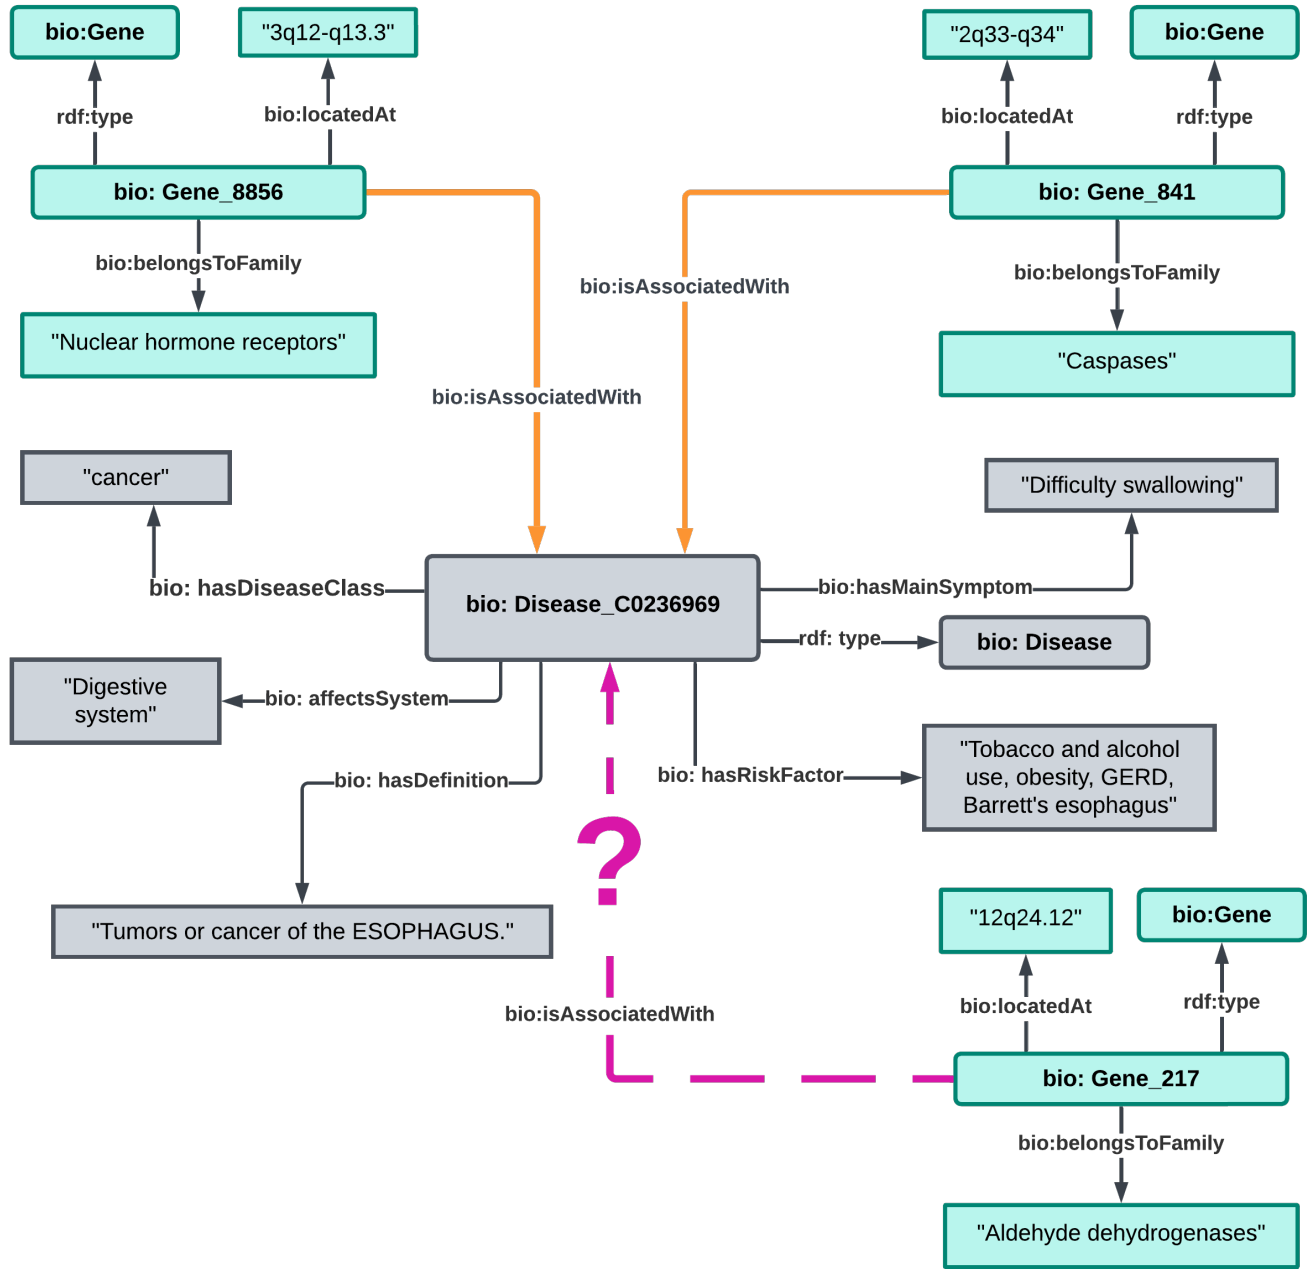 bio:Gene
"3q12-q13.3"
"2q33-q34"
bio:Gene
rdf:type
bio:locatedAt
bio:locatedAt
rdf:type
bio: Gene_8856
bio: Gene_841
bio:belongsToFamily
bio:isAssociatedWith
bio:belongsToFamily
"Nuclear hormone receptors"
"Caspases"
bio:isAssociatedWith
"cancer"
"Difficulty swallowing"
bio: hasDiseaseClass
bio: Disease_C0236969
bio:hasMainSymptom
rdf: type
bio: Disease
"Digestive
system"
bio: affectsSystem
bio: hasDefinition
bio: hasRiskFactor
"Tobacco and alcohol
use, obesity, GERD,
Barrett's esophagus"
?
"Tumors or cancer of the ESOPHAGUS."
"12q24.12"
bio:Gene
bio:isAssociatedWith
bio:locatedAt
rdf:type
bio: Gene_217
bio:belongsToFamily
"Aldehyde dehydrogenases"